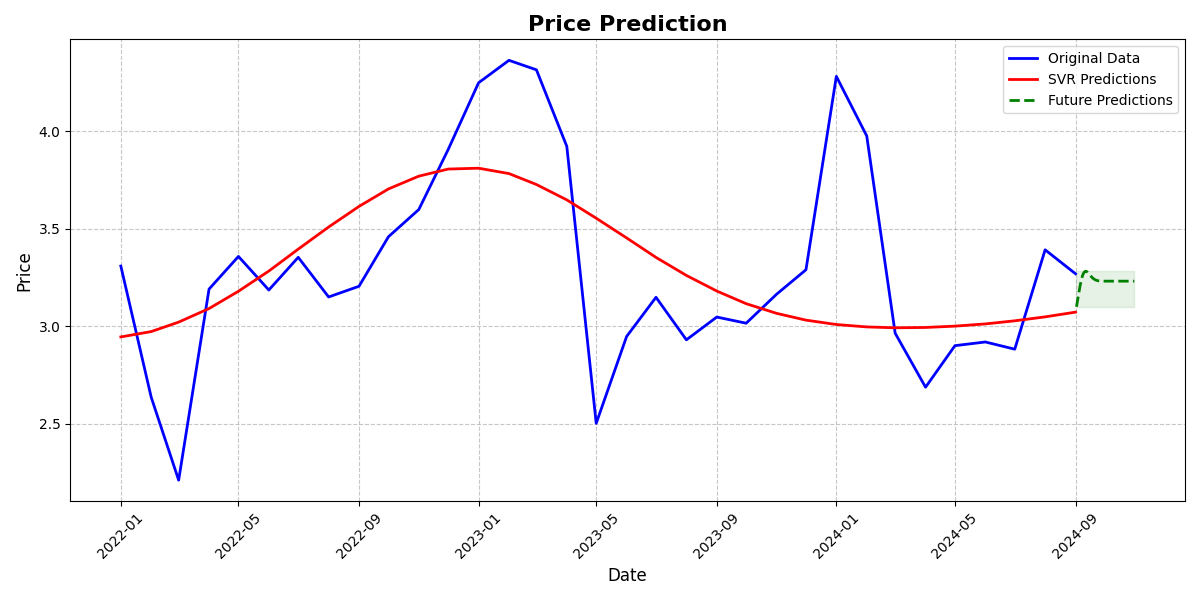 Price Prediction
Original Data
SVR Predictions
Future Predictions
Price
4.0
3.5
3.0
2.5
2022-01
2022-05
2022-09
2023-01
2023-05
2023-09
2024-01
2024-05
2024-09
Date